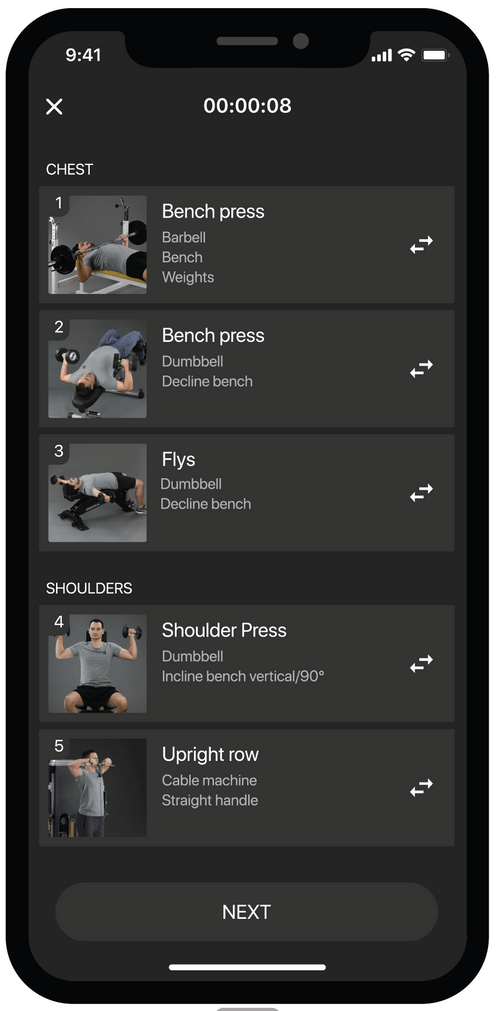 9:41
00:00:08
CHEST
1
Bench press
Barbell
Bench
Weights
2
Bench press
Dumbbell
Decline bench
3
Flys
Dumbbell
Decline bench
SHOULDERS
4
Shoulder Press
Dumbbell
Incline bench vertical/90°
5
Upright row
Cable machine
Straight handle
NEXT